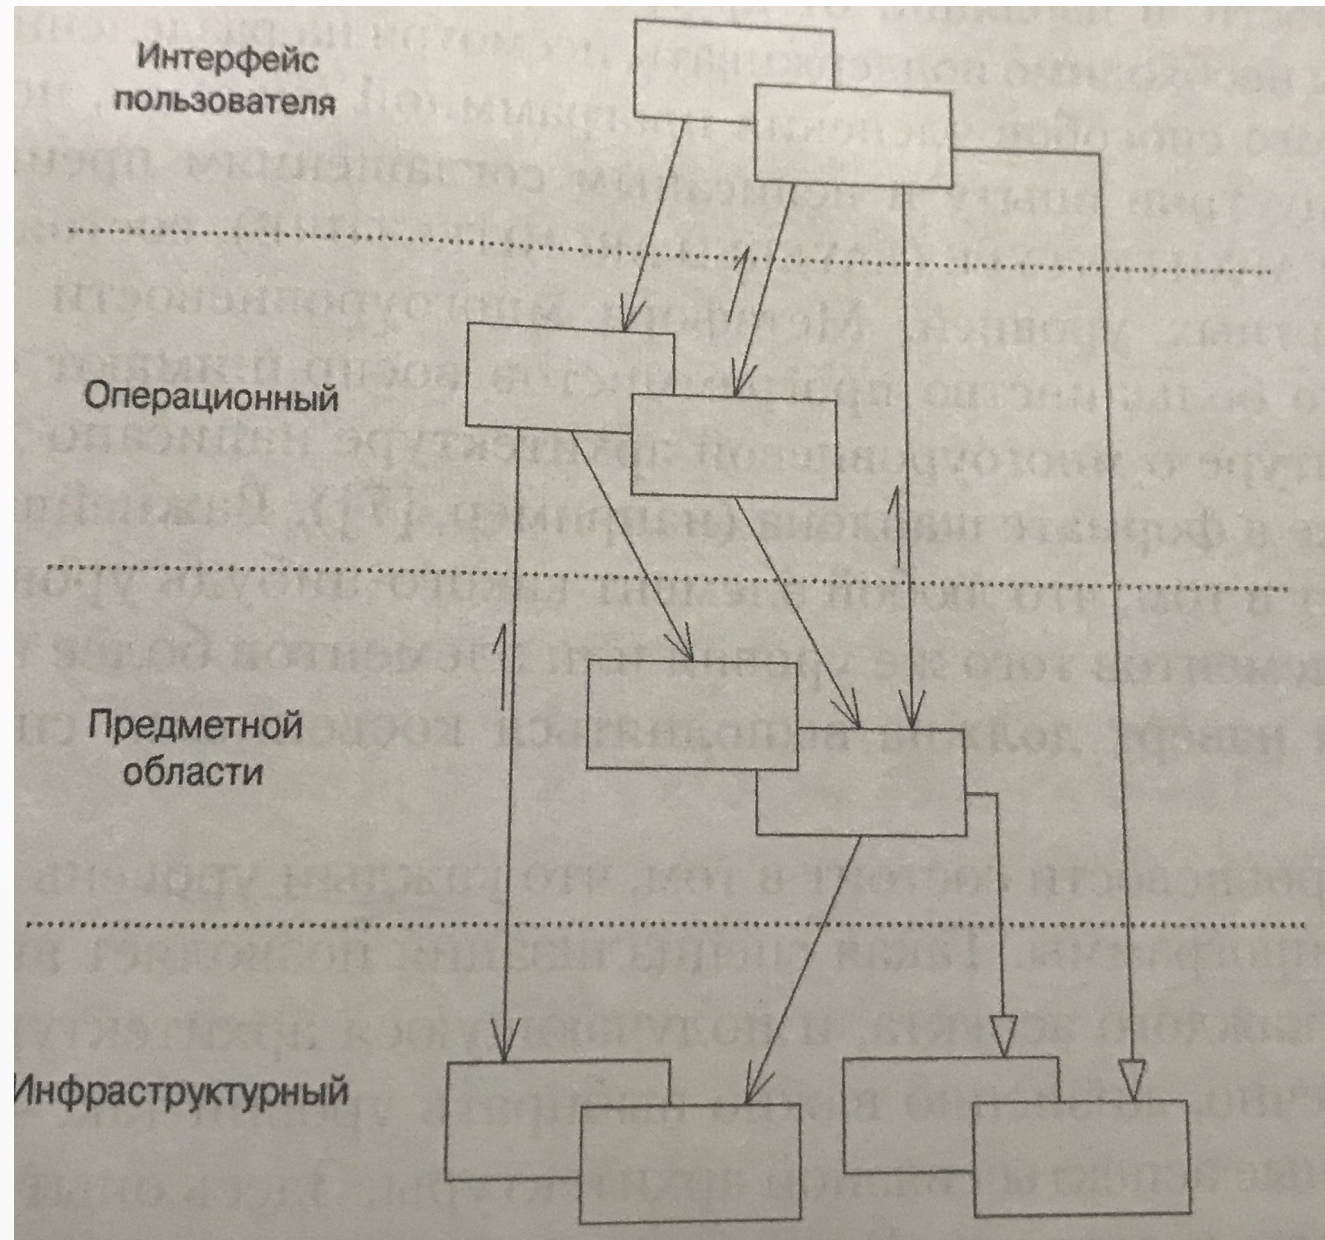 Интерфейс
пользователя
Операционный
Предметной
области
Инфраструктурный